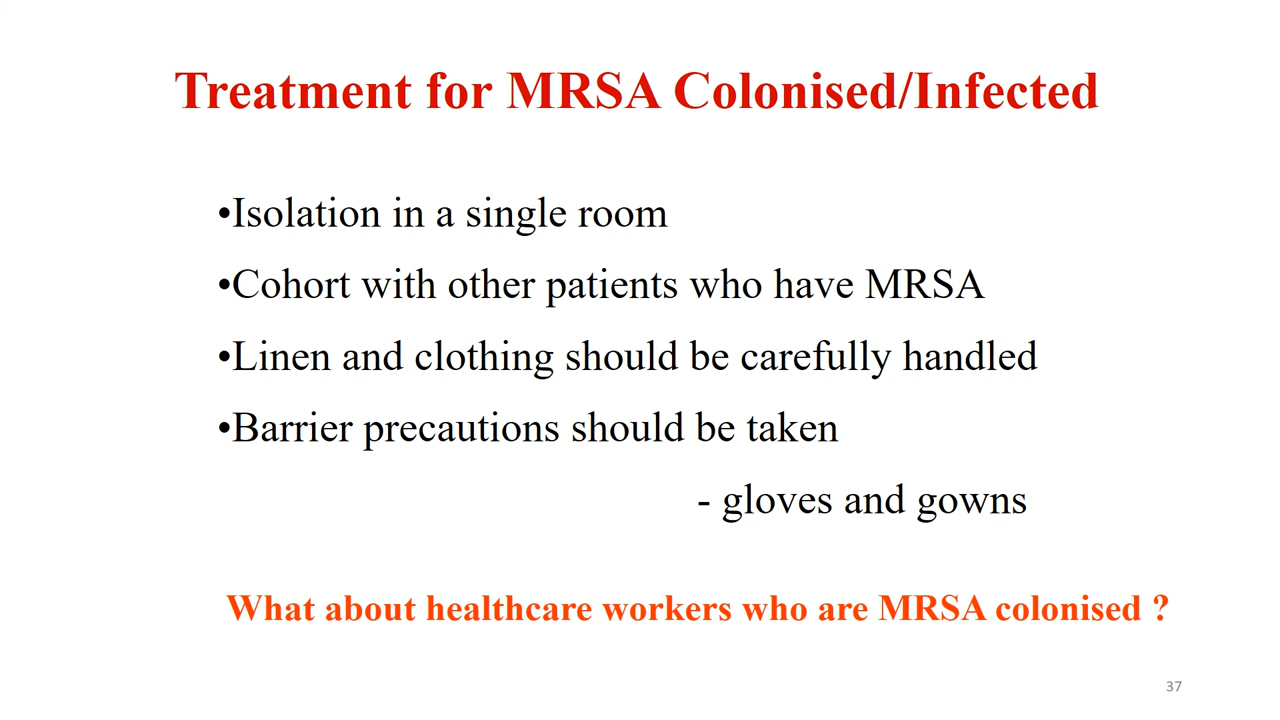 Treatment for MRSA Colonised/Infected
•Isolation in a single room
•Cohort with other patients who have MRSA
•Linen and clothing should be carefully handled
•Barrier precautions should be taken
- gloves and gowns
What about healthcare workers who are MRSA colonised ?
37